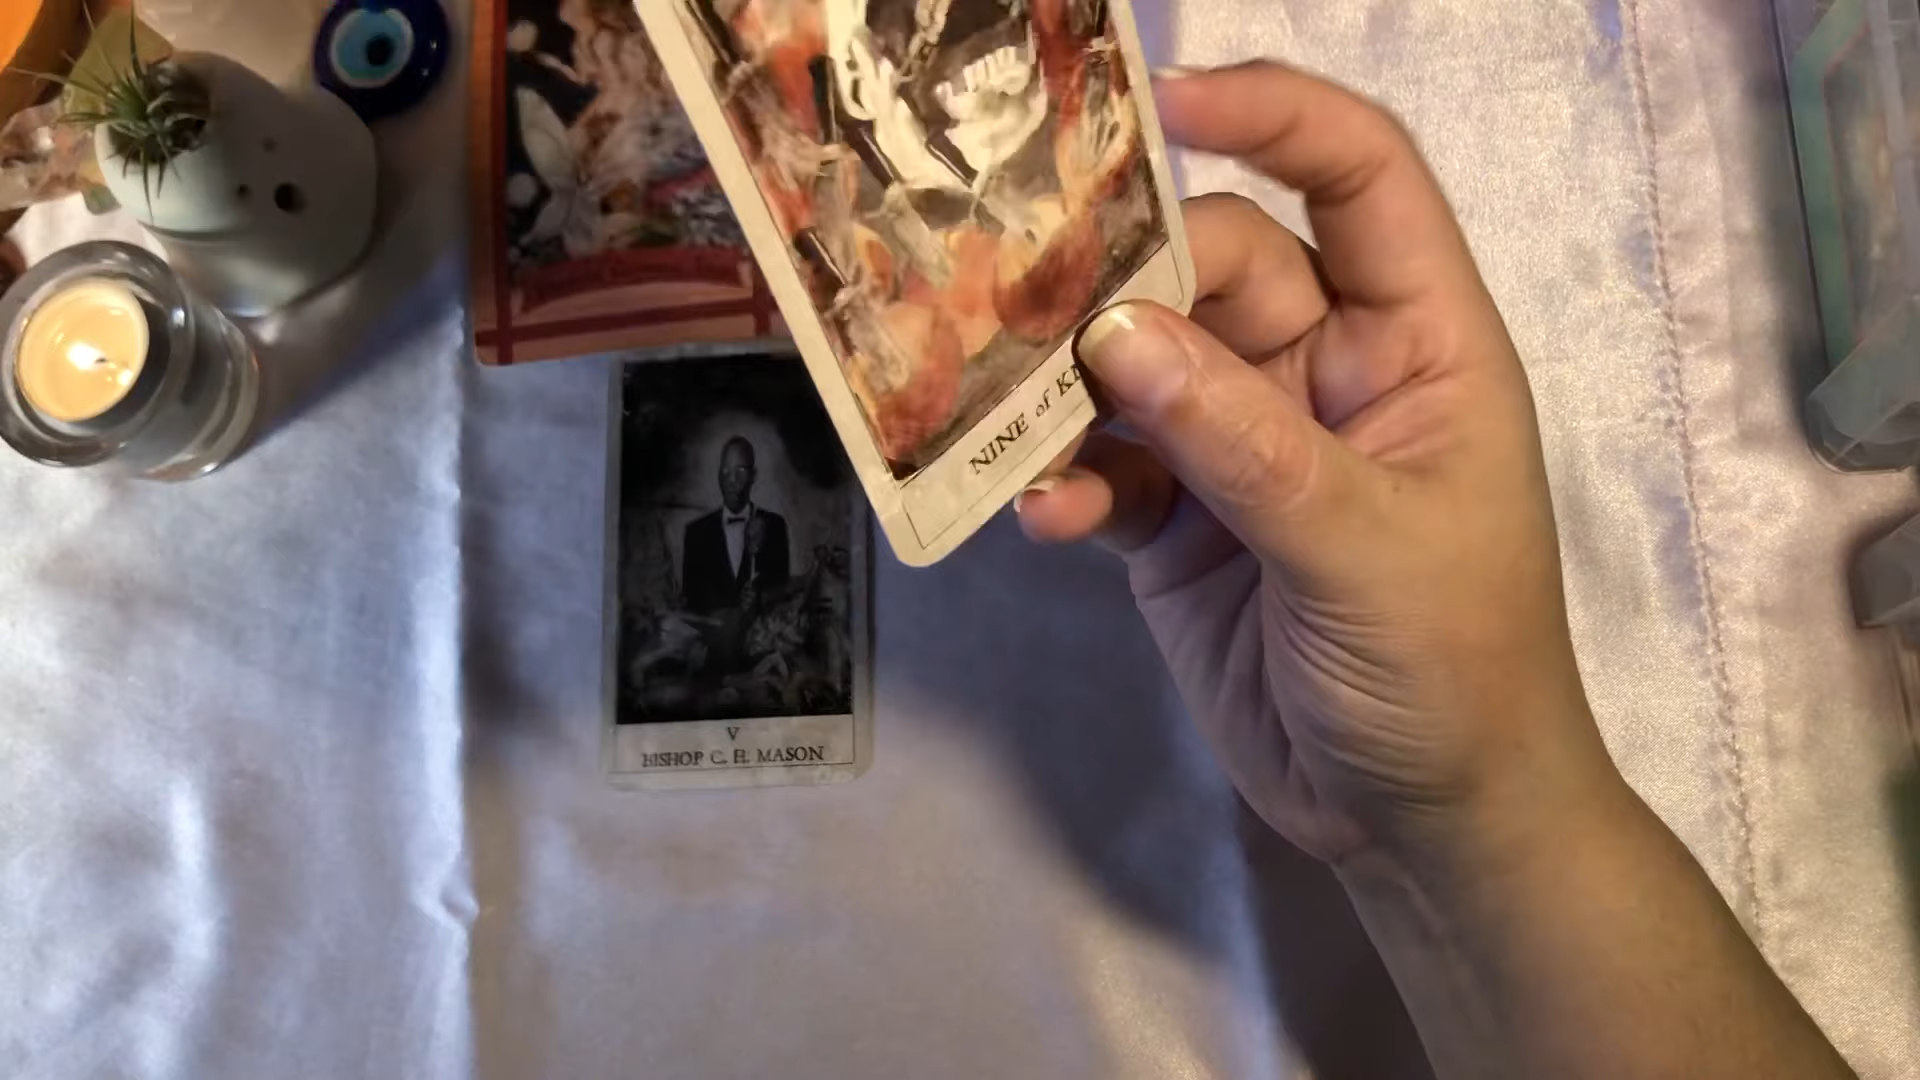 NINE of
V
BISHOP C. H. MASON